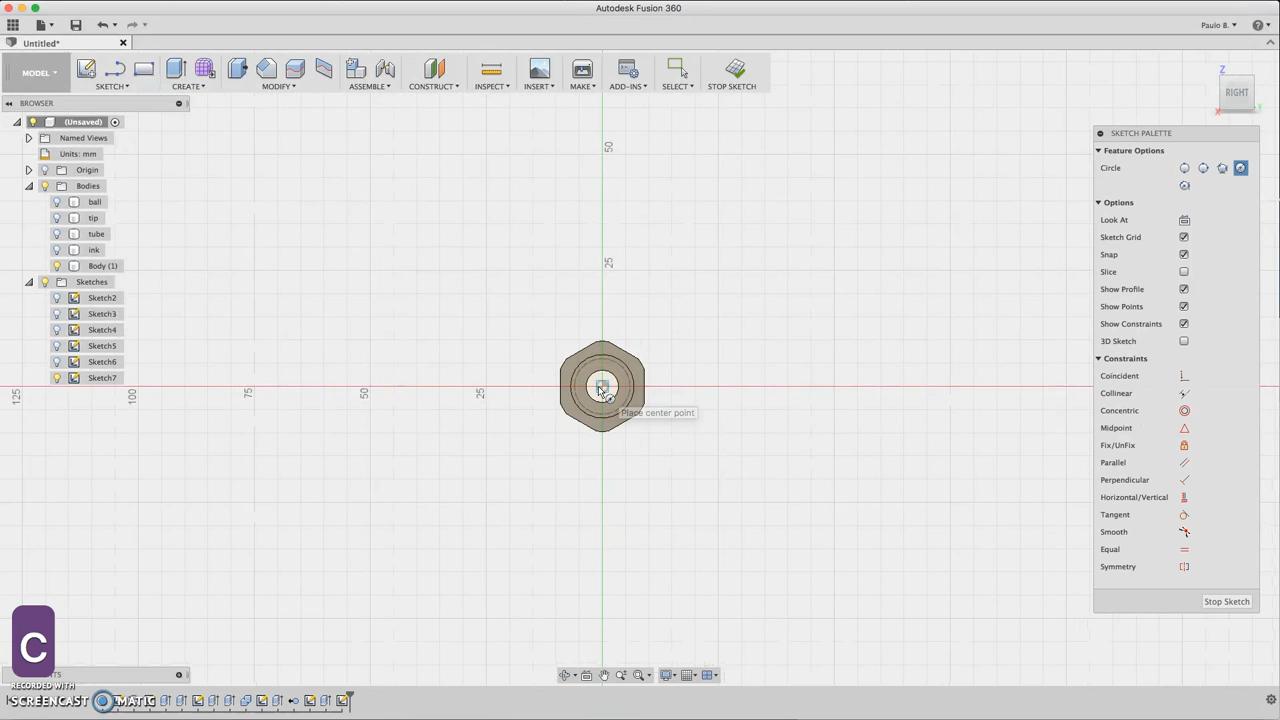 Autodesk Fusion 360
Paulo B.
Untitled*
MODEL
SKETCH
CREATE
MODIFY
ASSEMBLE
CONSTRUCT
INSPECT
INSERT
MAKE
ADD-INS
SELECT
STOP SKETCH
BROWSER
(Unsaved)
Named Views
Units: mm
Origin
Bodies
ball
tip
tube
ink
Body (1)
Sketches
Sketch2
Sketch3
Sketch4
Sketch5
Sketch6
Sketch7
Z
RIGHT
X
Y
50
25
125
100
75
50
25
Place center point
SKETCH PALETTE
Feature Options
Circle
Options
Look At
Sketch Grid
Snap
Slice
Show Profile
Show Points
Show Constraints
3D Sketch
Constraints
Coincident
Collinear
Concentric
Midpoint
Fix/UnFix
Parallel
Perpendicular
Horizontal/Vertical
Tangent
Smooth
Equal
Symmetry
Stop Sketch
C
RECORDED WITH
SCREENCAST MATIC